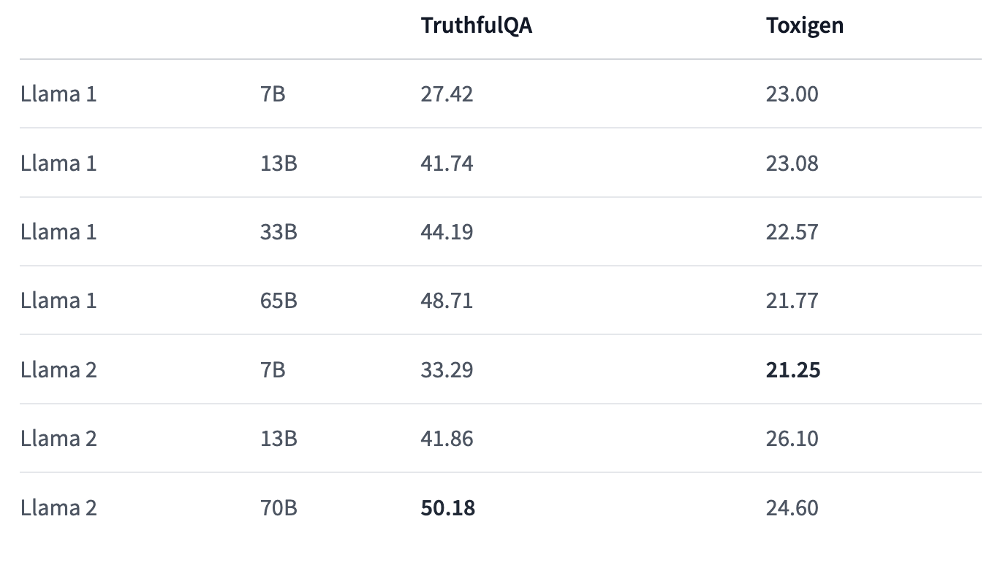 TruthfulQA Toxigen
Llama 1 7B 27.42 23.00
Llama 1 13B 41.74 23.08
Llama 1 33B 44.19 22.57
Llama 1 65B 48.71 21.77
Llama 2 7B 33.29 21.25
Llama 2 13B 41.86 26.10
Llama 2 70B 50.18 24.60